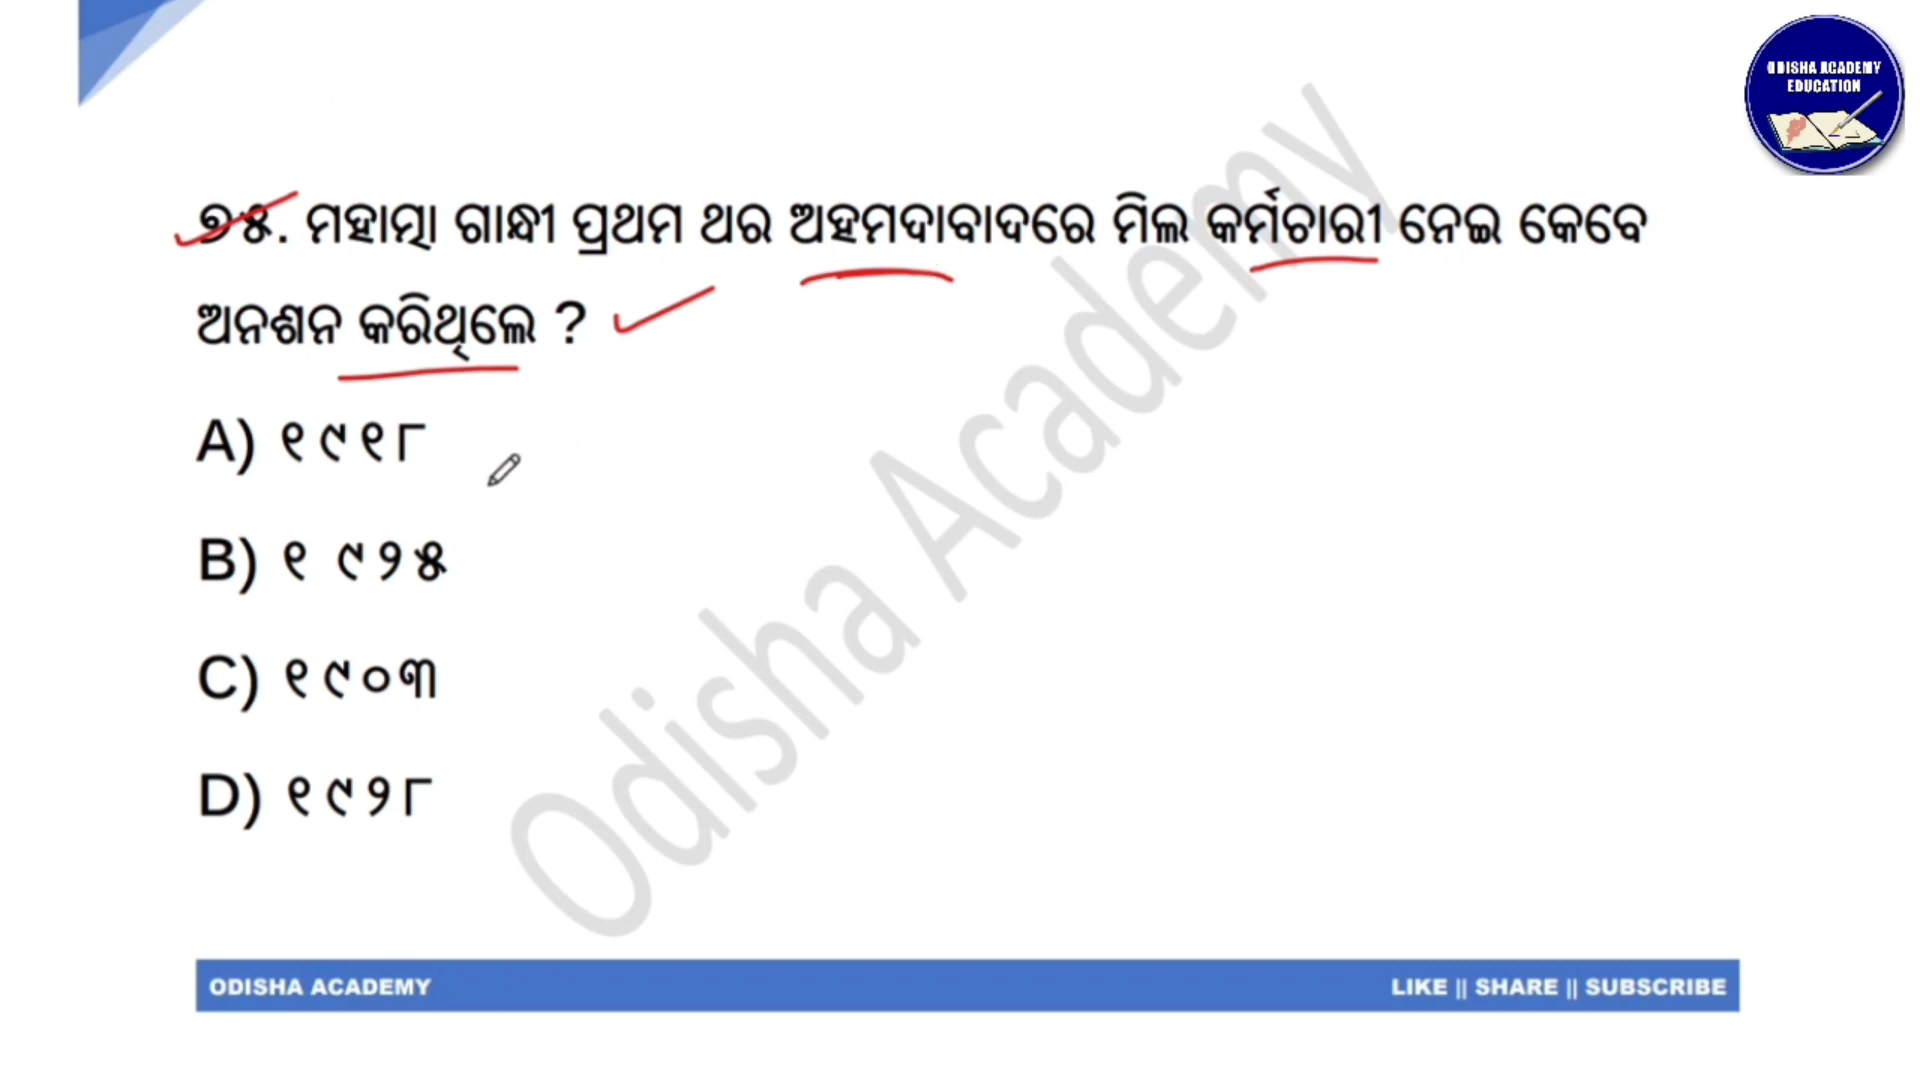 ODISHA ACADEMY
EDUCATION
୭୫. ମହାତ୍ମା ଗାନ୍ଧୀ ପ୍ରଥମ ଥର ଅହମଦାବାଦରେ ମିଲ କର୍ମଚାରୀ ନେଇ କେବେ
ଅନଶନ କରିଥିଲେ ?
A) ୧୯୧୮
B) ୧ ୯୨୫
C) ୧୯୦୩
D) ୧୯୨୮
Odisha Academy
ODISHA ACADEMY
LIKE || SHARE || SUBSCRIBE